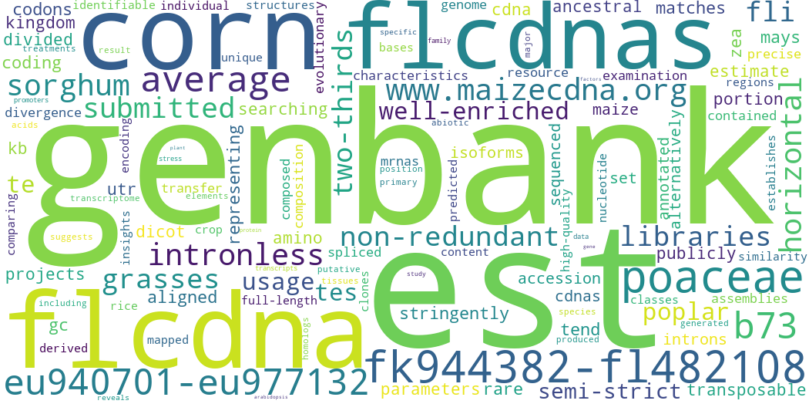 codons
identifiable
individual
structures
genome
cdna
ancestral
matches
fli
kingdom
corn
flcdnas
divided
treatments
result
unique
evolutionary
specific
family
bases
major
zea
mays
coding
precise
sorghum
average
two-thirds
characteristics
resource
examination
estimate
promoters
www.maizecdna.org
factors
regions
submitted
searching
well-enriched
maize
portion
divergence
abiotic
contained
horizontal
acids
genbank
encoding
kb
plant
stress
representing
composed
composition
mrnas
position
primary
isoforms
predicted
sequenced
nucleotide
set
annotated
alternatively
establishes
te
utr
transfer
elements
transcriptome
crop
comparing
suggests
insights
dicot
amino
non-redundant
high-quality
libraries
intronless
spliced
content
data
gene
publicly
similarity
projects
grasses
usage
transcripts
protein
putative
tissues
tes
clones
est
study
accession
cdnas
classes
poaceae
assemblies
including
rice
aligned
full-length
stringently
species
poplar
generated
b73
gc
flcdna
homologs
tend
produced
introns
derived
mapped
fk944382-fl482108
eu940701-eu977132
parameters
rare
semi-strict
transposable
reveals
arabidopsis